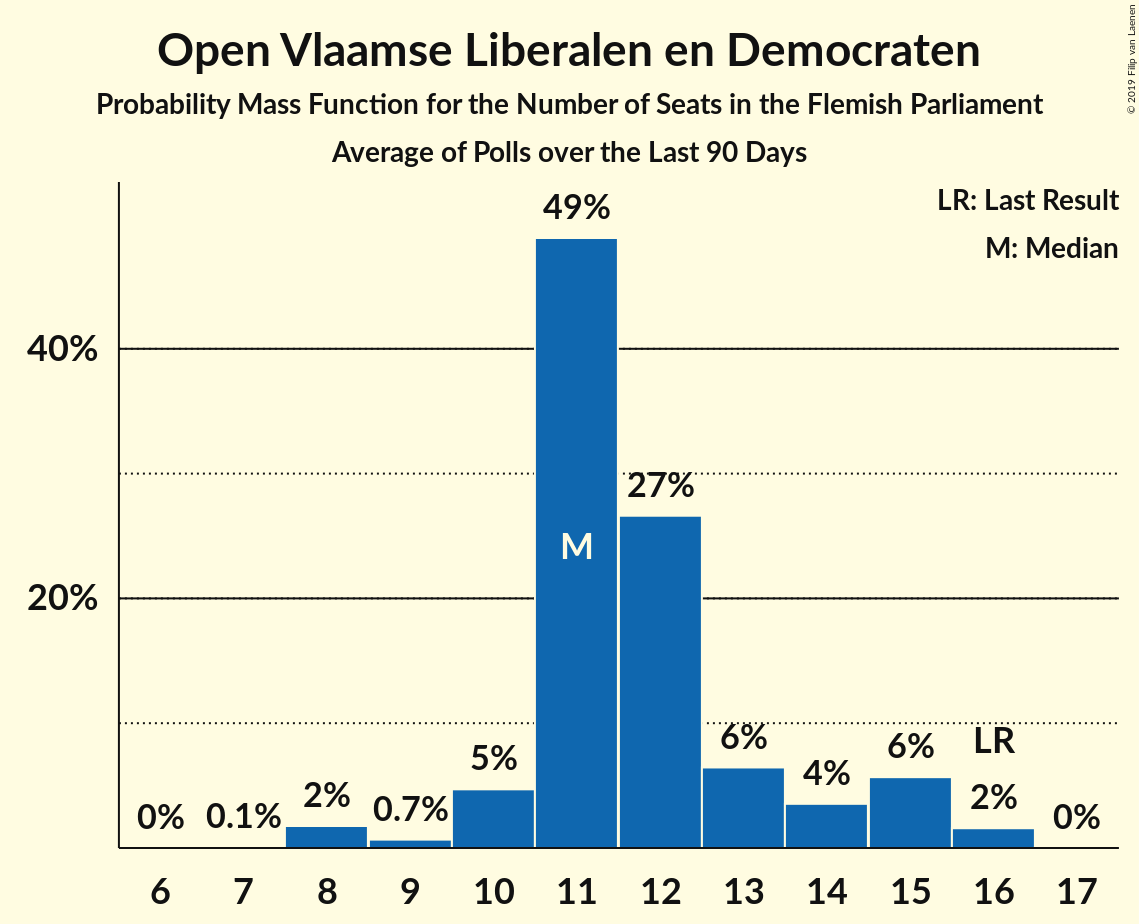 Open Vlaamse Liberalen en Democraten
Probability Mass Function for the Number of Seats in the Flemish Parliament
Average of Polls over the Last 90 Days
© 2019 Filip van Laenen
LR: Last Result
M: Median
40%
20%
0%
0.1%
2%
0.7%
5%
49%
M
27%
6%
4%
6%
LR
2%
0%
6 7 8 9 10 11 12 13 14 15 16 17